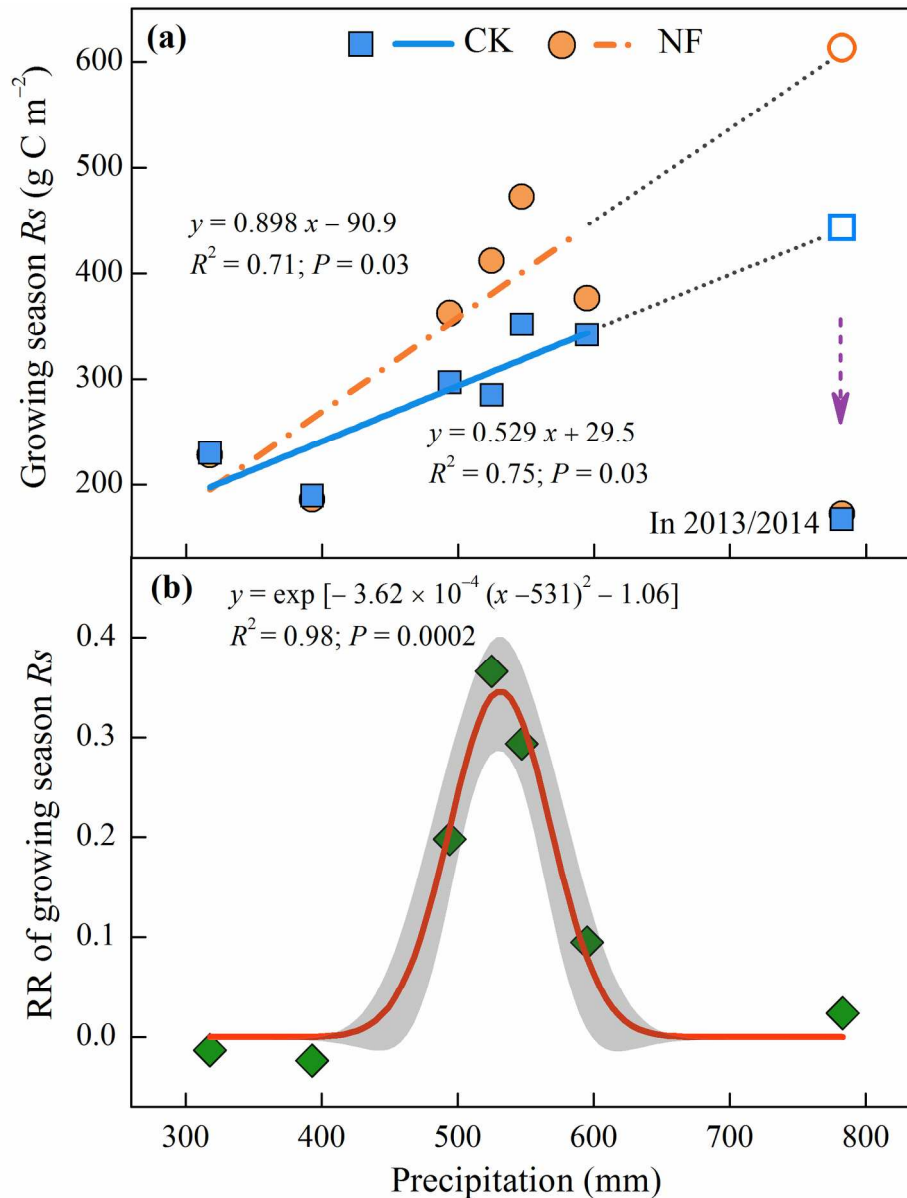 (a) CK NF
600
500
400
300
200
Growing season Rs (g C m⁻²)
y = 0.898 x – 90.9
R² = 0.71; P = 0.03
y = 0.529 x + 29.5
R² = 0.75; P = 0.03
In 2013/2014
(b) y = exp [– 3.62 × 10⁻⁴ (x –531)² – 1.06]
R² = 0.98; P = 0.0002
0.4
0.3
0.2
0.1
0.0
RR of growing season Rs
300 400 500 600 700 800
Precipitation (mm)